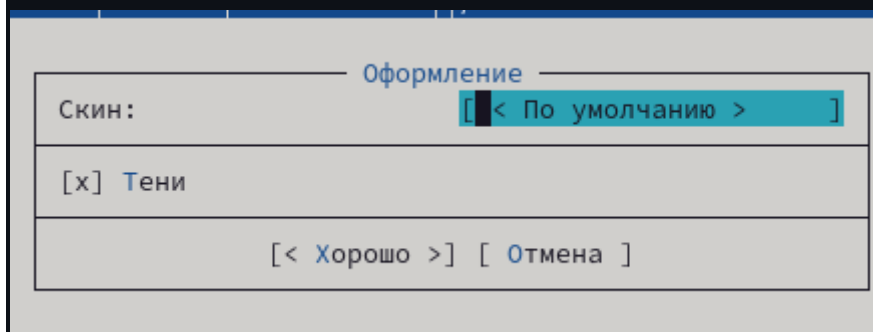 Оформление
Скин: [ < По умолчанию > ]
[x] Тени
[< Хорошо >] [ Отмена ]